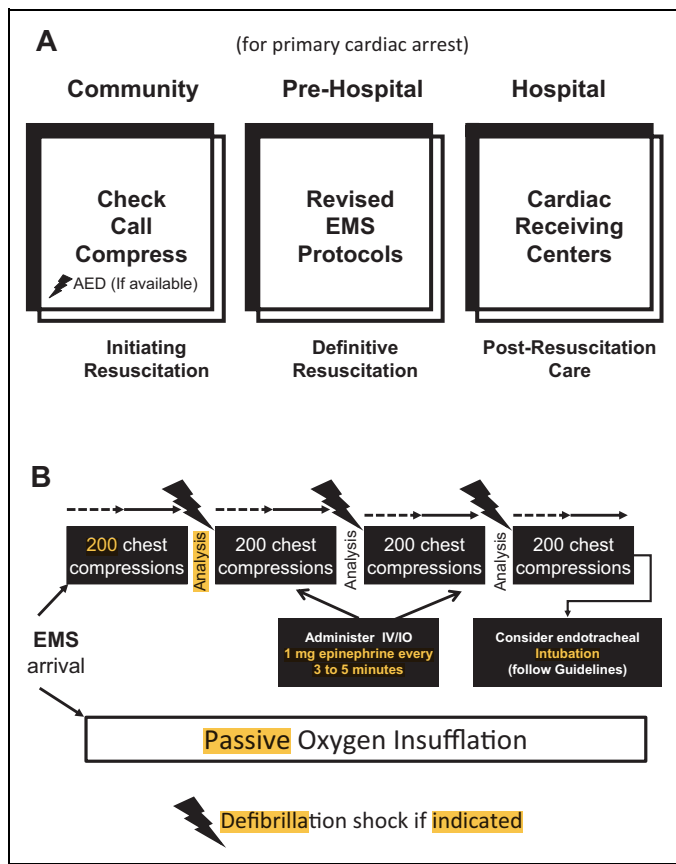 A
(for primary cardiac arrest)
Community Pre-Hospital Hospital
Check
Call
Compress
AED (If available)
Revised
EMS
Protocols
Cardiac
Receiving
Centers
Initiating
Resuscitation
Definitive
Resuscitation
Post-Resuscitation
Care
B
200 chest
compressions
Analysis
200 chest
compressions
Analysis
200 chest
compressions
Analysis
200 chest
compressions
EMS
arrival
Administer IV/IO
1 mg epinephrine every
3 to 5 minutes
Consider endotracheal
Intubation
(follow Guidelines)
Passive Oxygen Insufflation
Defibrillation shock if indicated